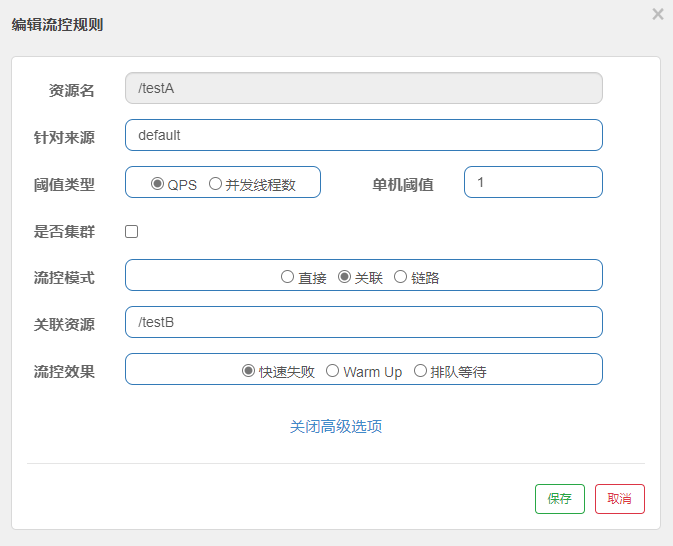 编辑流控规则 ×
资源名 /testA
针对来源 default
阈值类型 QPS 并发线程数 单机阈值 1
是否集群
流控模式 直接 关联 链路
关联资源 /testB
流控效果 快速失败 Warm Up 排队等待
关闭高级选项
保存 取消